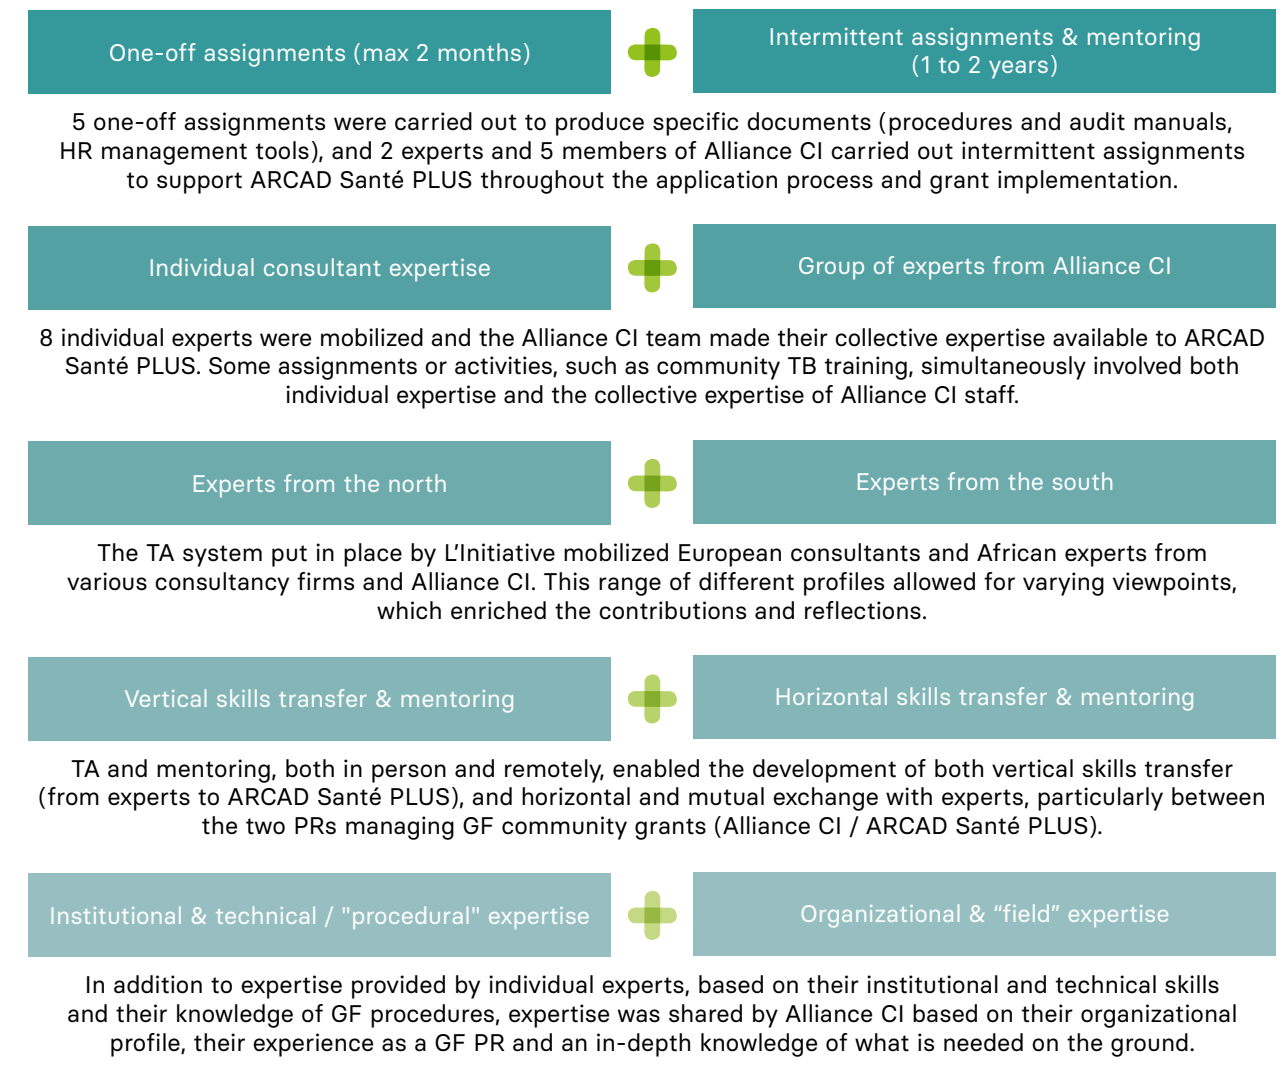 One-off assignments (max 2 months)
Intermittent assignments & mentoring
(1 to 2 years)
5 one-off assignments were carried out to produce specific documents (procedures and audit manuals,
HR management tools), and 2 experts and 5 members of Alliance CI carried out intermittent assignments
to support ARCAD Santé PLUS throughout the application process and grant implementation.
Individual consultant expertise
Group of experts from Alliance CI
8 individual experts were mobilized and the Alliance CI team made their collective expertise available to ARCAD
Santé PLUS. Some assignments or activities, such as community TB training, simultaneously involved both
individual expertise and the collective expertise of Alliance CI staff.
Experts from the north
Experts from the south
The TA system put in place by L’Initiative mobilized European consultants and African experts from
various consultancy firms and Alliance CI. This range of different profiles allowed for varying viewpoints,
which enriched the contributions and reflections.
Vertical skills transfer & mentoring
Horizontal skills transfer & mentoring
TA and mentoring, both in person and remotely, enabled the development of both vertical skills transfer
(from experts to ARCAD Santé PLUS), and horizontal and mutual exchange with experts, particularly between
the two PRs managing GF community grants (Alliance CI / ARCAD Santé PLUS).
Institutional & technical / "procedural" expertise
Organizational & “field” expertise
In addition to expertise provided by individual experts, based on their institutional and technical skills
and their knowledge of GF procedures, expertise was shared by Alliance CI based on their organizational
profile, their experience as a GF PR and an in-depth knowledge of what is needed on the ground.